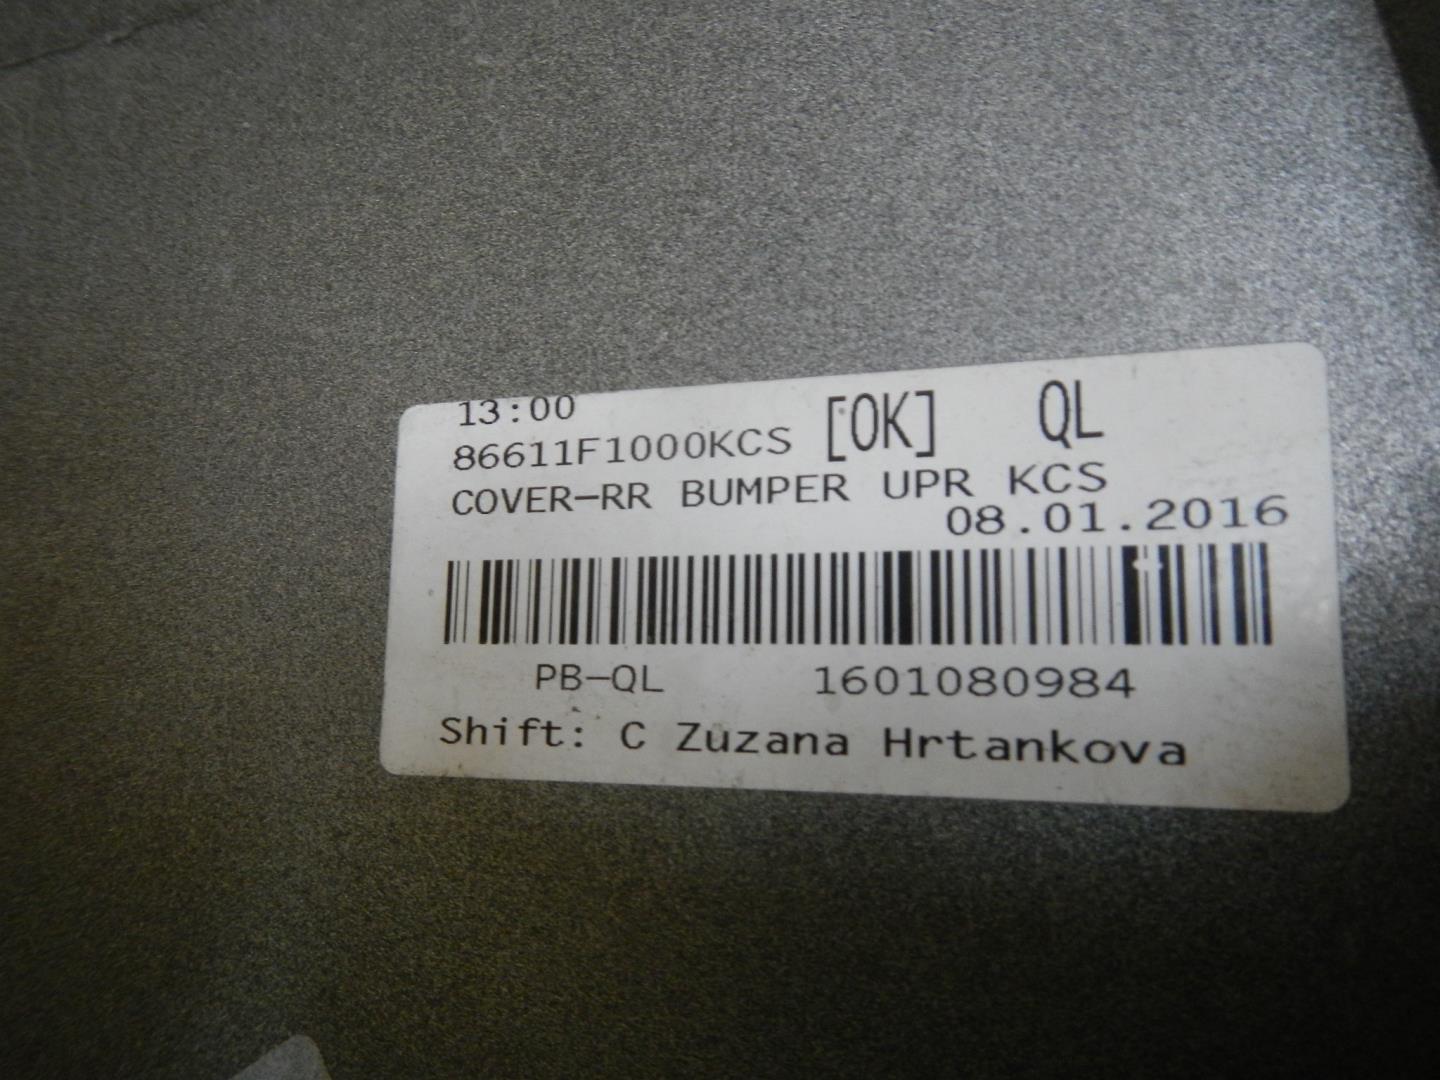 13:00
86611F1000KCS [OK] QL
COVER-RR BUMPER UPR KCS
08.01.2016
PB-QL 1601080984
Shift: C Zuzana Hrtankova